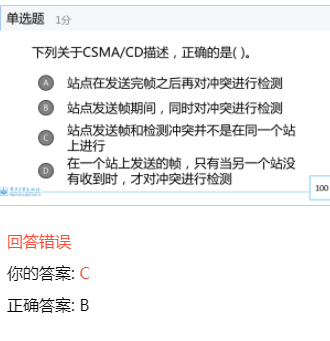 单选题 1分
下列关于CSMA/CD描述，正确的是( )。
A 站点在发送完帧之后再对冲突进行检测
B 站点发送帧期间，同时对冲突进行检测
C 站点发送帧和检测冲突并不是在同一个站
上进行
D 在一个站上发送的帧，只有当另一个站没
有收到时，才对冲突进行检测
100
回答错误
你的答案: C
正确答案: B